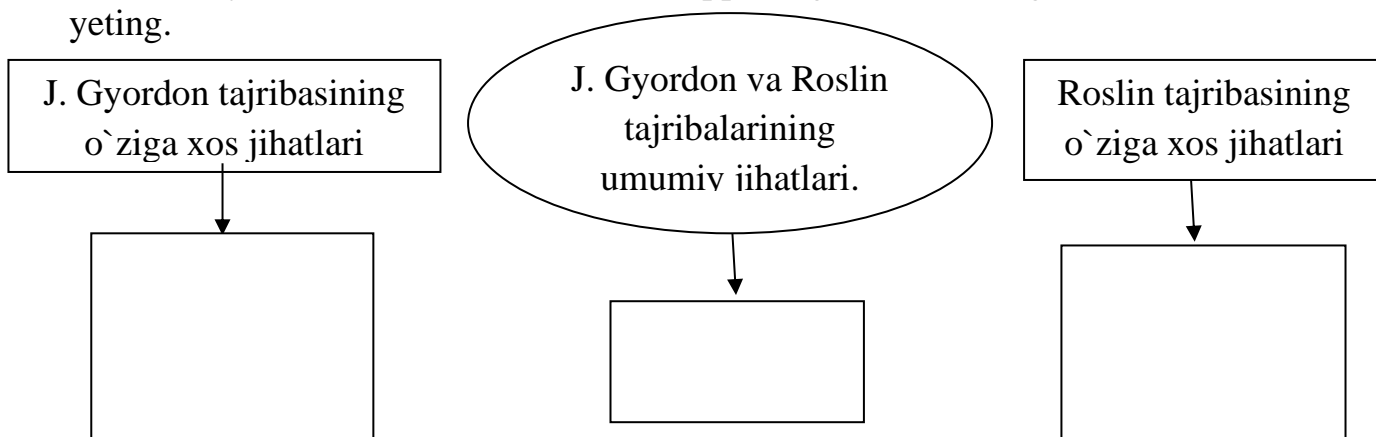 yeting.
J. Gyordon tajribasining
o`ziga xos jihatlari
J. Gyordon va Roslin
tajribalarining
umumiy jihatlari.
Roslin tajribasining
o`ziga xos jihatlari